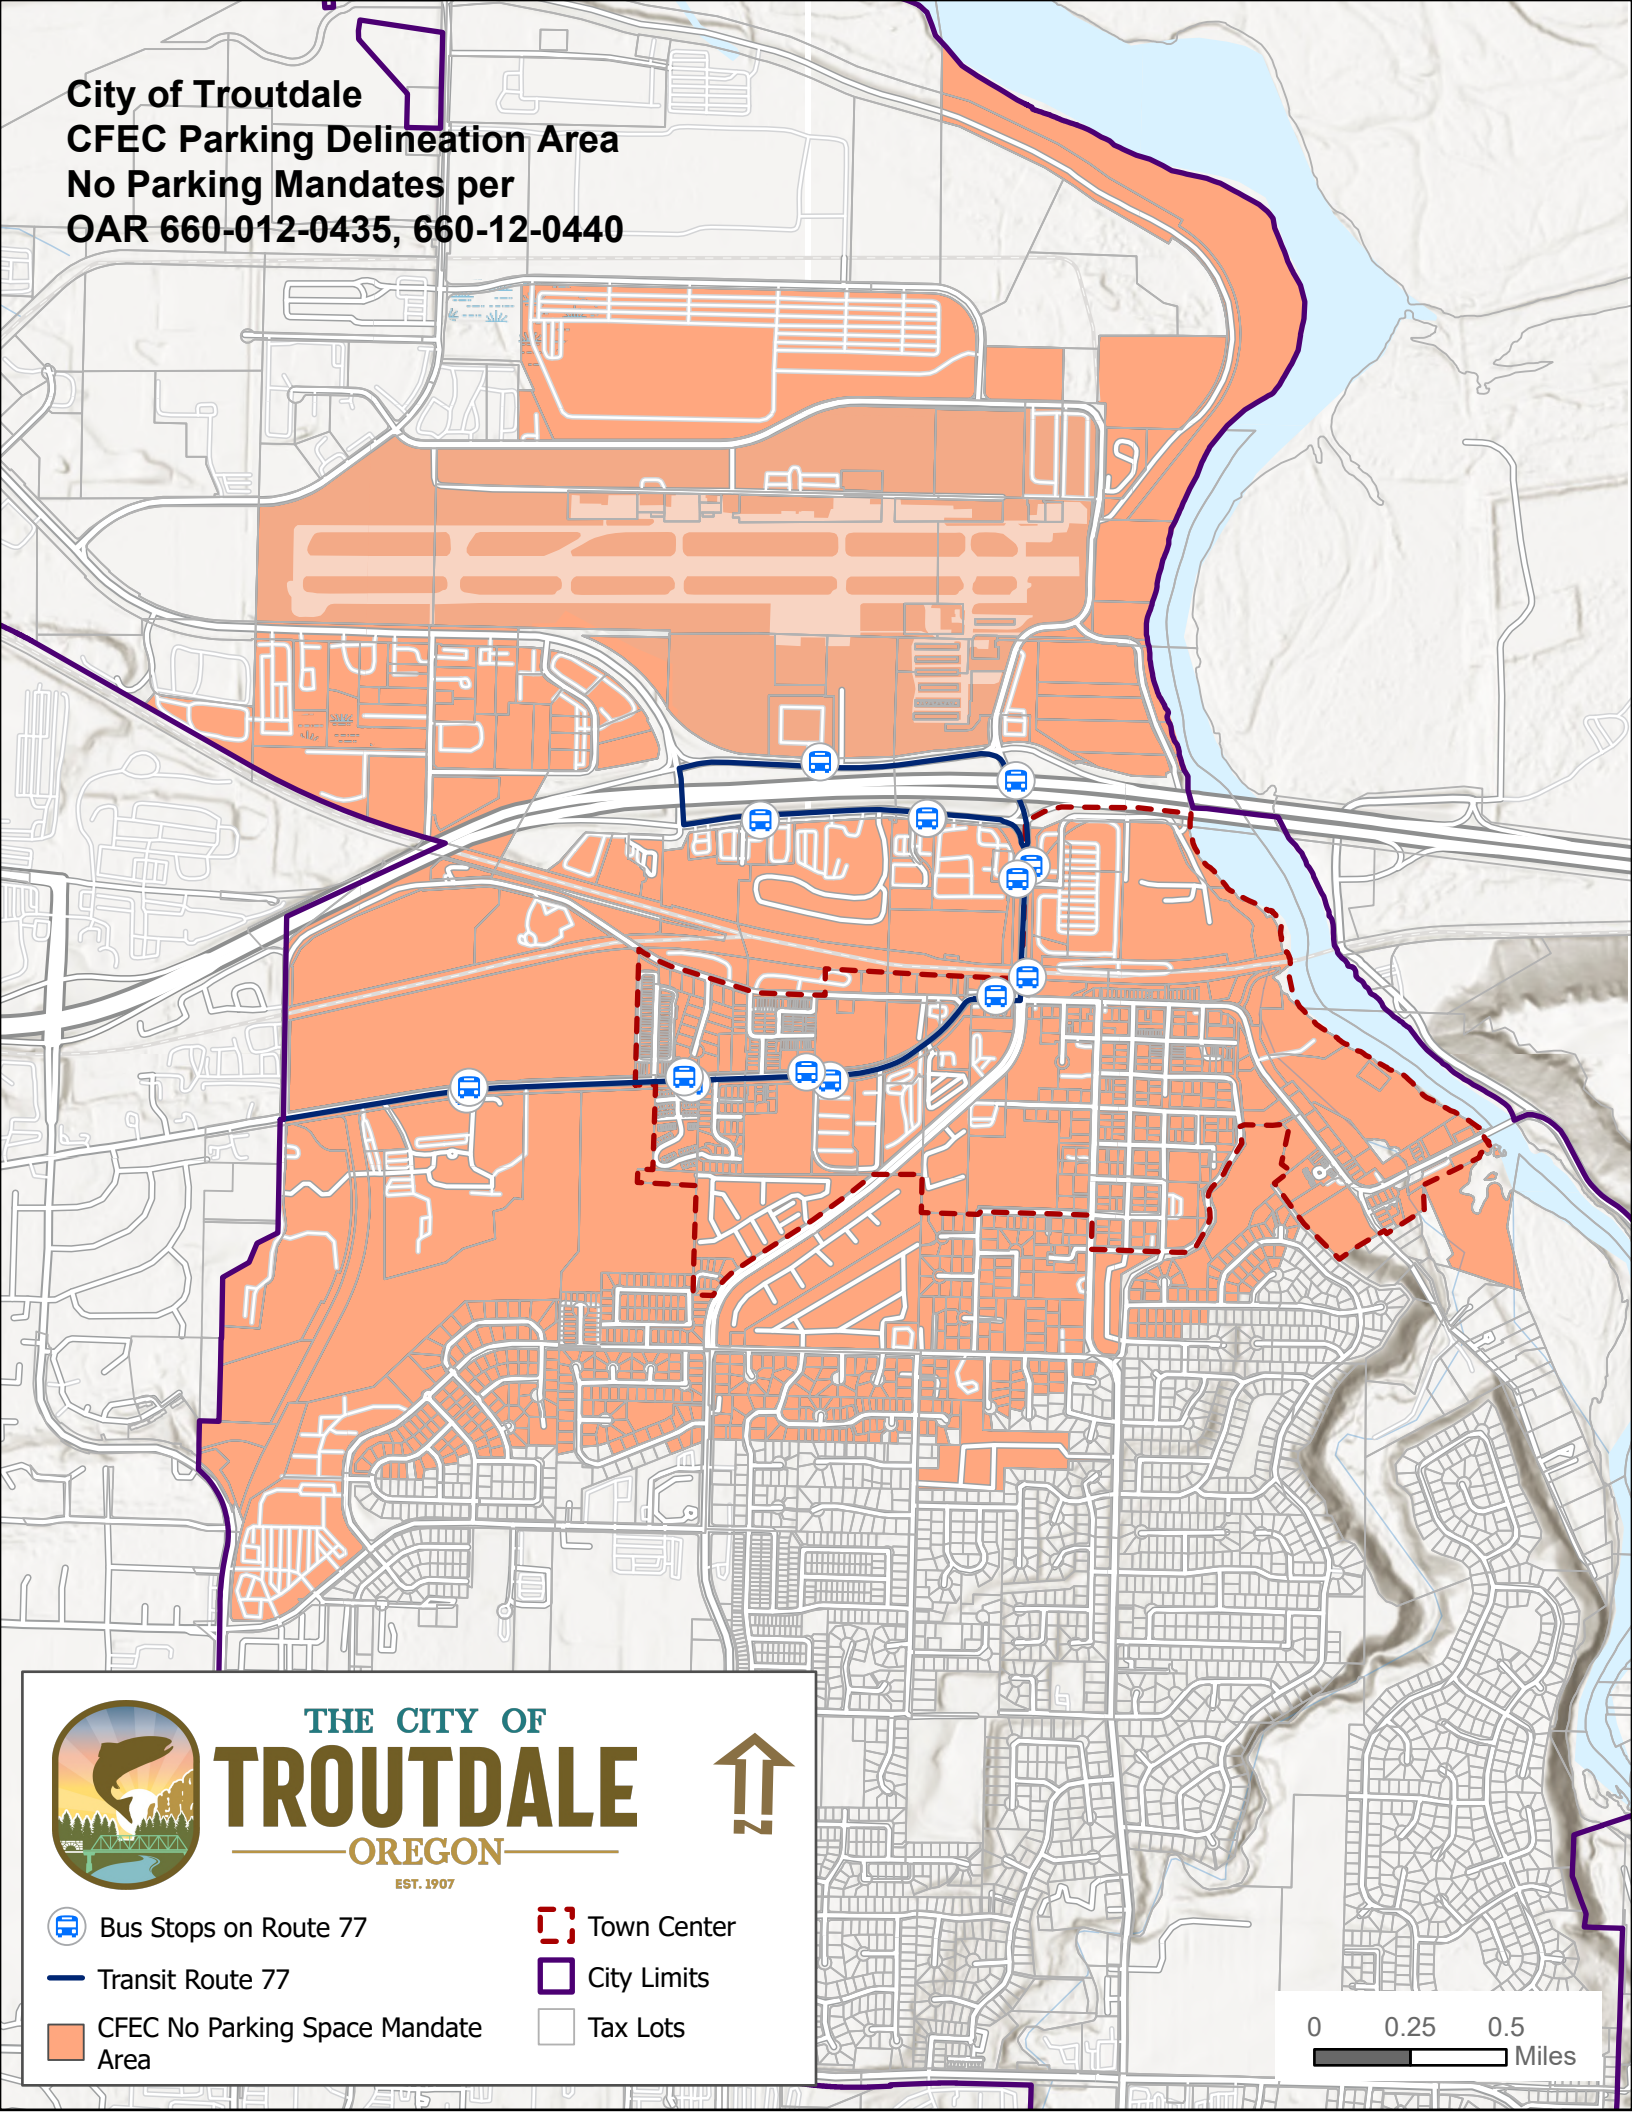 City of Troutdale
CFEC Parking Delineation Area
No Parking Mandates per
OAR 660-012-0435, 660-12-0440
THE CITY OF
TROUTDALE
OREGON
EST. 1907
N
Bus Stops on Route 77
Transit Route 77
CFEC No Parking Space Mandate
Area
Town Center
City Limits
Tax Lots
0 0.25 0.5
Miles